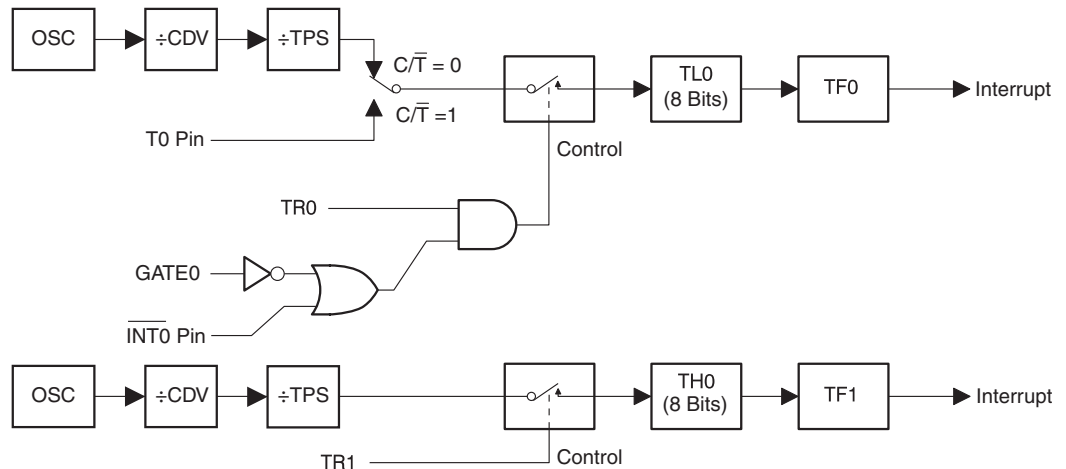 OSC
÷CDV
÷TPS
C/T̅ = 0
C/T̅ =1
T0 Pin
TL0
(8 Bits)
TF0
Interrupt
Control
TR0
GATE0
I̅N̅T̅0̅ Pin
OSC
÷CDV
÷TPS
TH0
(8 Bits)
TF1
Interrupt
Control
TR1